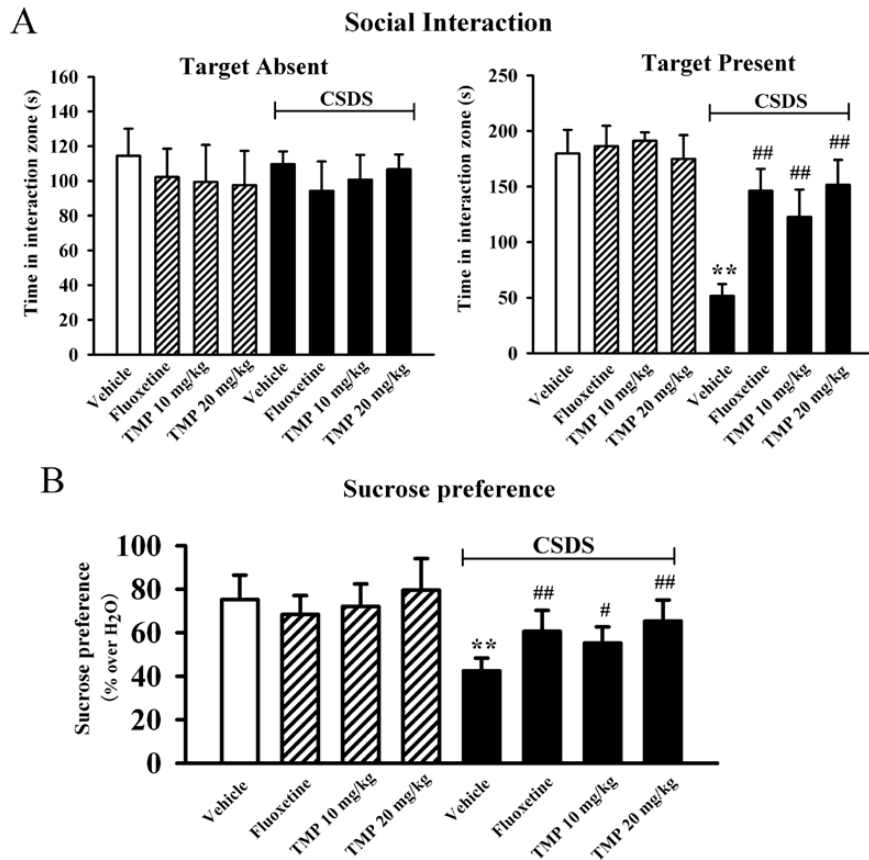 A
Social Interaction
Target Absent
CSDS
Time in interaction zone (s)
160
140
120
100
80
60
40
20
0
Vehicle
Fluoxetine
TMP 10 mg/kg
TMP 20 mg/kg
Vehicle
Fluoxetine
TMP 10 mg/kg
TMP 20 mg/kg
Target Present
CSDS
Time in interaction zone (s)
250
200
150
100
50
0
**
##
##
##
Vehicle
Fluoxetine
TMP 10 mg/kg
TMP 20 mg/kg
Vehicle
Fluoxetine
TMP 10 mg/kg
TMP 20 mg/kg
B
Sucrose preference
CSDS
Sucrose preference
(% over H₂O)
100
80
60
40
20
0
**
##
#
##
Vehicle
Fluoxetine
TMP 10 mg/kg
TMP 20 mg/kg
Vehicle
Fluoxetine
TMP 10 mg/kg
TMP 20 mg/kg